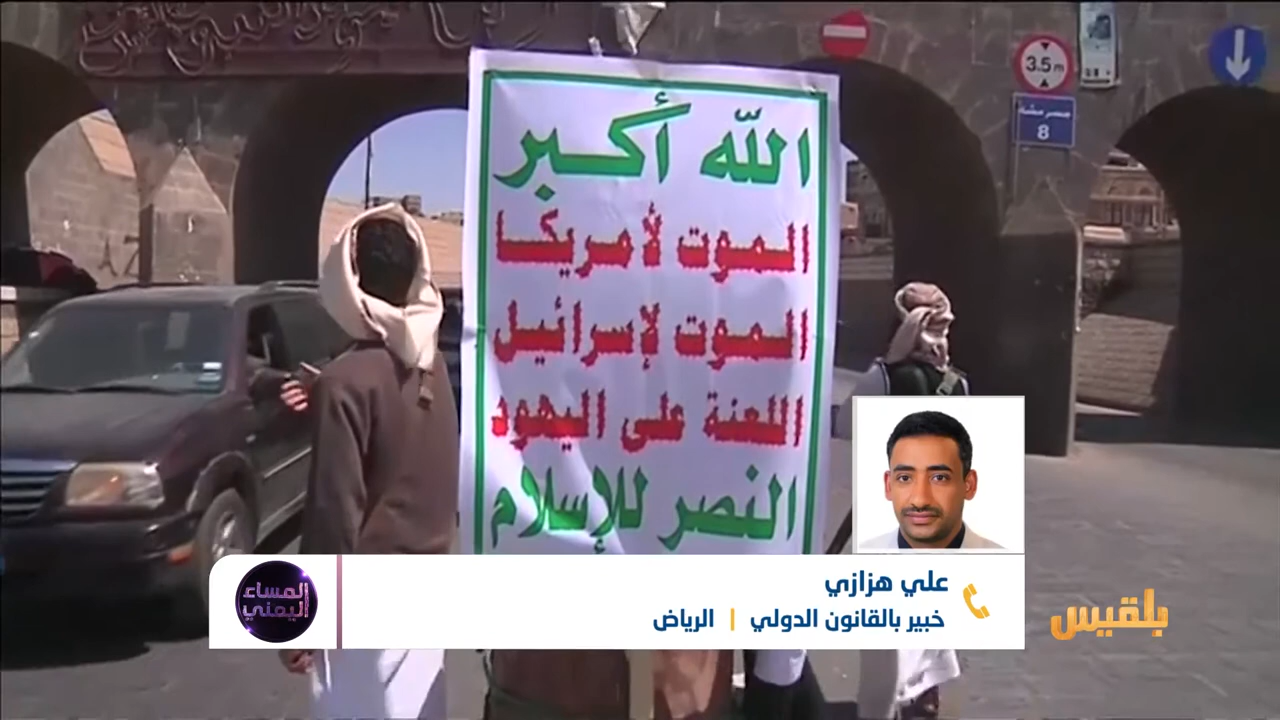 3.5m
8
الله أكبر
الموت لأمريكا
الموت لإسرائيل
اللعنة على اليهود
النصر للإسلام
علي هزازي
خبير بالقانون الدولي | الرياض
المساء اليمني
بلقيس